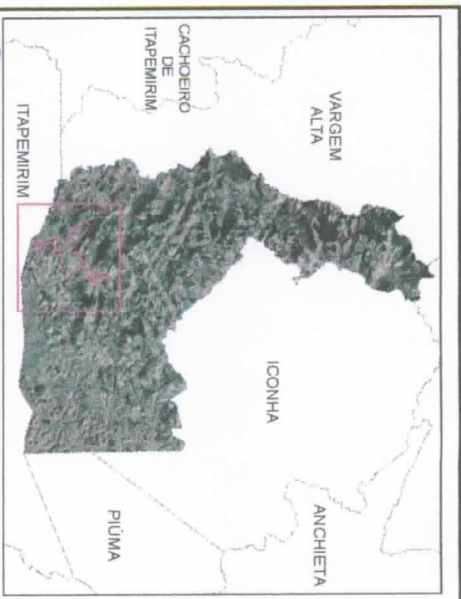 VARGEM
ALTA
CACHOEIRO
DE
ITAPEMIRIM
ICONHA
ANCHIETA
ITAPEMIRIM
PIÚMA